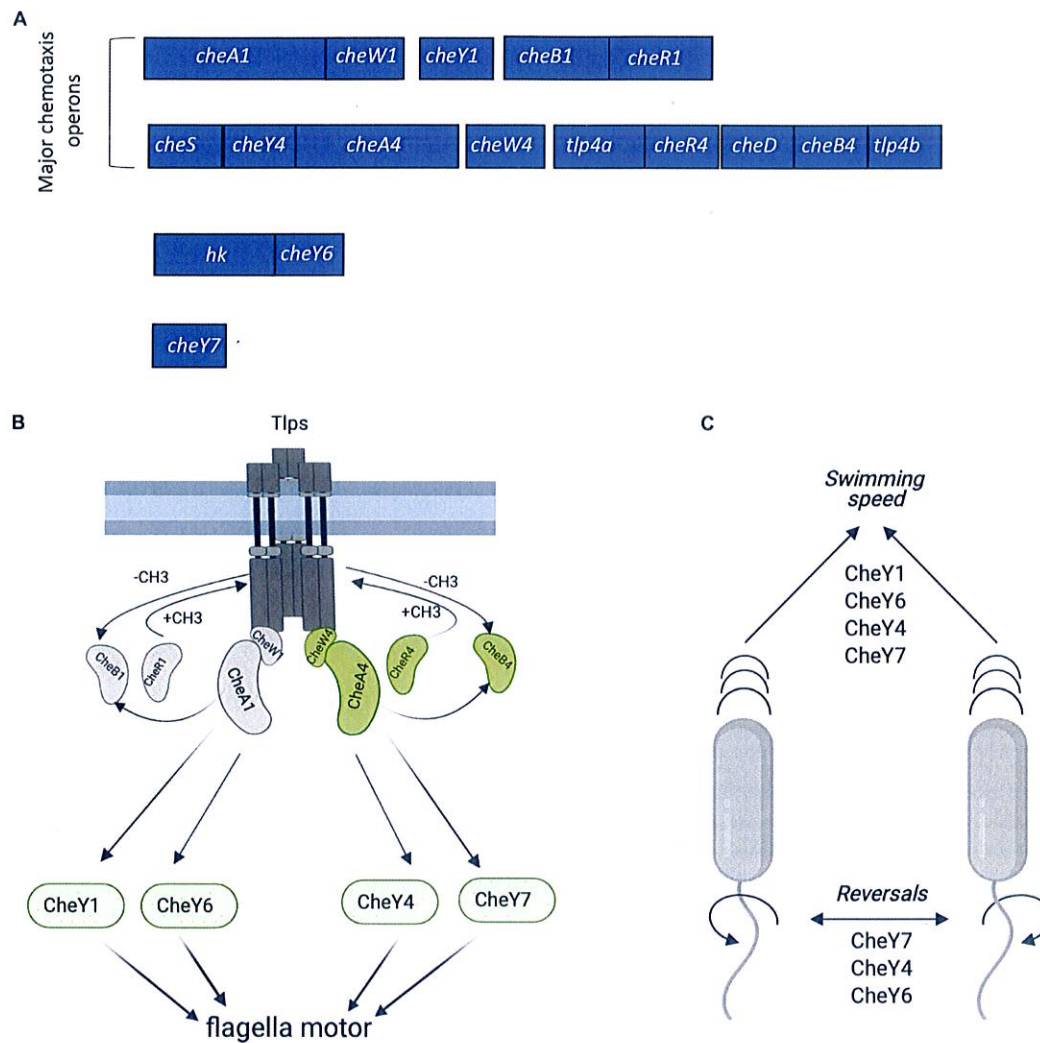 A
Major chemotaxis
operons
cheA1 cheW1 cheY1 cheB1 cheR1
cheS cheY4 cheA4 cheW4 tlp4a cheR4 cheD cheB4 tlp4b
hk cheY6
cheY7
B
Tlps
-CH3 -CH3
+CH3 +CH3
CheB1 CheR1 CheW1 CheW4 CheR4 CheB4
CheA1 CheA4
CheY1 CheY6 CheY4 CheY7
flagella motor
C
Swimming
speed
CheY1
CheY6
CheY4
CheY7
Reversals
CheY7
CheY4
CheY6